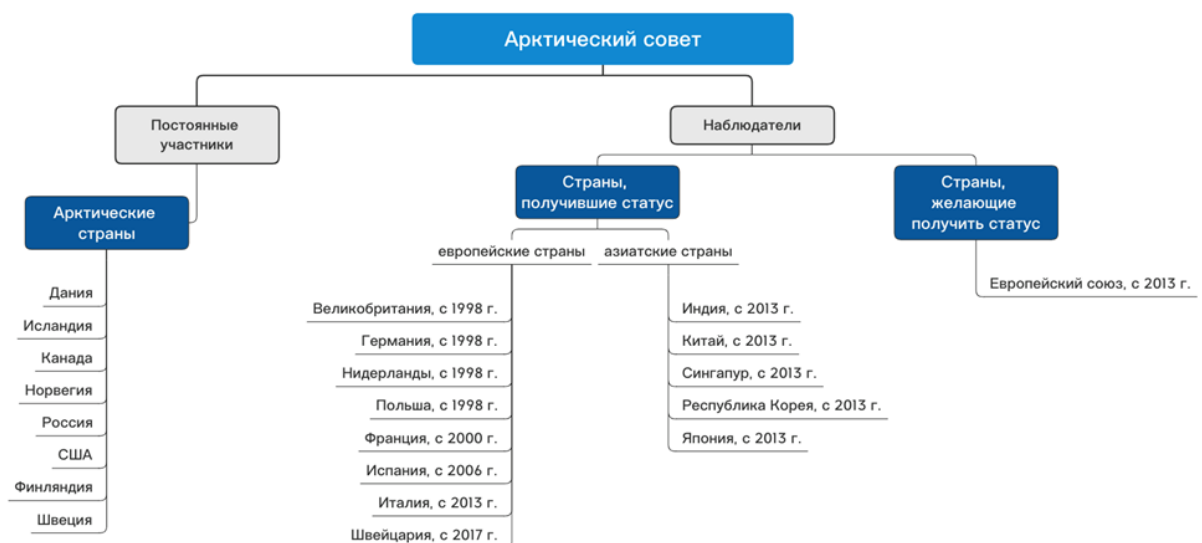 Арктический совет
Постоянные
участники
Наблюдатели
Арктические
страны
Страны,
получившие статус
Страны,
желающие
получить статус
европейские страны
азиатские страны
Дания
Исландия
Канада
Норвегия
Россия
США
Финляндия
Швеция
Великобритания, с 1998 г.
Германия, с 1998 г.
Нидерланды, с 1998 г.
Польша, с 1998 г.
Франция, с 2000 г.
Испания, с 2006 г.
Италия, с 2013 г.
Швейцария, с 2017 г.
Индия, с 2013 г.
Китай, с 2013 г.
Сингапур, с 2013 г.
Республика Корея, с 2013 г.
Япония, с 2013 г.
Европейский союз, с 2013 г.